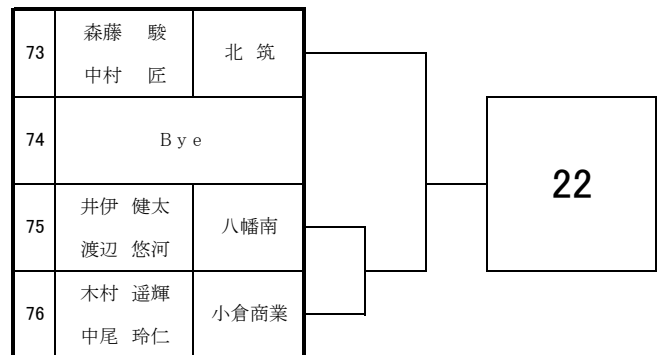 73 森藤 駿 北 筑
中村 匠
74 Bye
75 井伊 健太 八幡南
渡辺 悠河
76 木村 遥輝 小倉商業
中尾 玲仁
22